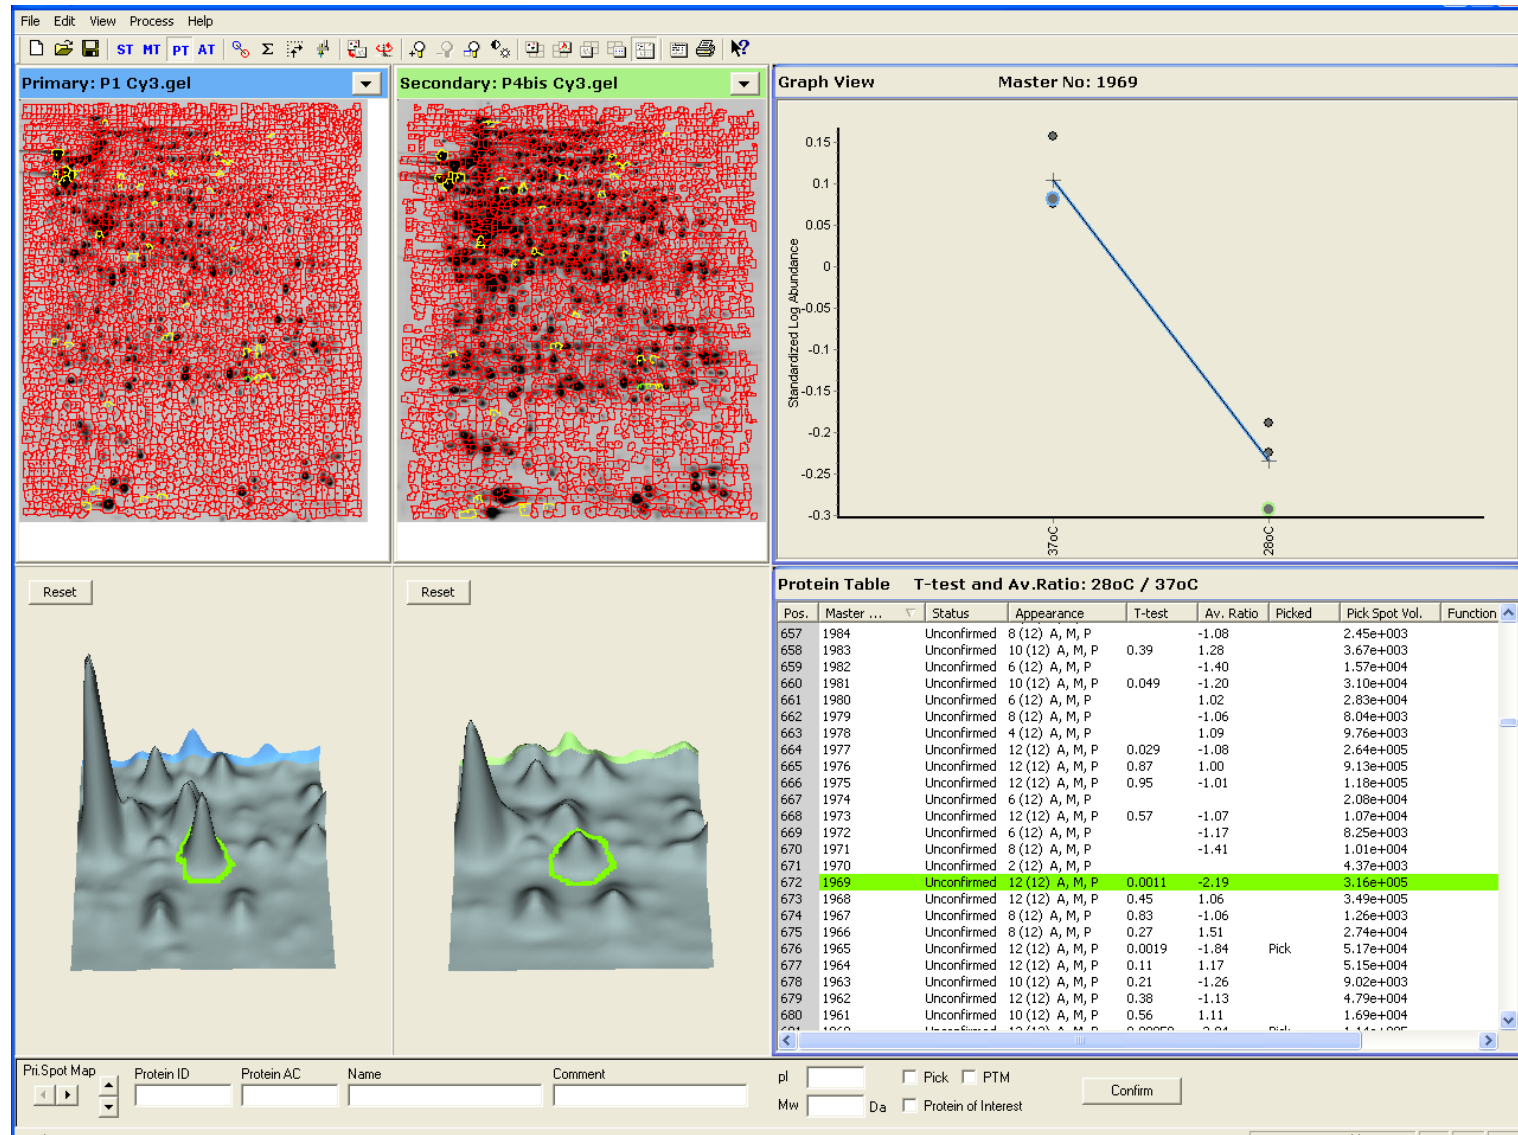 File Edit View Process Help
ST MT PT AT Σ
Primary: P1 Cy3.gel
Secondary: P4bis Cy3.gel
Graph View Master No: 1969
0.15
0.1
0.05
0
-0.05
-0.1
-0.15
-0.2
-0.25
-0.3
Standardized Log Abundance
37oC
28oC
Reset
Reset
Protein Table T-test and Av.Ratio: 28oC / 37oC
Pos. Master ... Status Appearance T-test Av. Ratio Picked Pick Spot Vol. Function
657 1984 Unconfirmed 8 (12) A, M, P -1.08 2.45e+003
658 1983 Unconfirmed 10 (12) A, M, P 0.39 1.28 3.67e+003
659 1982 Unconfirmed 6 (12) A, M, P -1.40 1.57e+004
660 1981 Unconfirmed 10 (12) A, M, P 0.049 -1.20 3.10e+004
661 1980 Unconfirmed 6 (12) A, M, P 1.02 2.83e+004
662 1979 Unconfirmed 8 (12) A, M, P -1.06 8.04e+003
663 1978 Unconfirmed 4 (12) A, M, P 1.09 9.76e+003
664 1977 Unconfirmed 12 (12) A, M, P 0.029 -1.08 2.64e+005
665 1976 Unconfirmed 12 (12) A, M, P 0.87 1.00 9.13e+005
666 1975 Unconfirmed 12 (12) A, M, P 0.95 -1.01 1.18e+005
667 1974 Unconfirmed 6 (12) A, M, P 2.08e+004
668 1973 Unconfirmed 12 (12) A, M, P 0.57 -1.07 1.07e+004
669 1972 Unconfirmed 6 (12) A, M, P -1.17 8.25e+003
670 1971 Unconfirmed 8 (12) A, M, P -1.41 1.01e+004
671 1970 Unconfirmed 2 (12) A, M, P 4.37e+003
672 1969 Unconfirmed 12 (12) A, M, P 0.0011 -2.19 3.16e+005
673 1968 Unconfirmed 12 (12) A, M, P 0.45 1.06 3.49e+005
674 1967 Unconfirmed 8 (12) A, M, P 0.83 -1.06 1.26e+003
675 1966 Unconfirmed 8 (12) A, M, P 0.27 1.51 2.74e+004
676 1965 Unconfirmed 12 (12) A, M, P 0.0019 -1.84 Pick 5.17e+004
677 1964 Unconfirmed 12 (12) A, M, P 0.11 1.17 5.15e+004
678 1963 Unconfirmed 10 (12) A, M, P 0.21 -1.26 9.02e+003
679 1962 Unconfirmed 12 (12) A, M, P 0.38 -1.13 4.79e+004
680 1961 Unconfirmed 10 (12) A, M, P 0.56 1.11 1.69e+004
Pri.Spot Map Protein ID Protein AC Name Comment
pI Pick PTM Confirm
Mw Da Protein of Interest